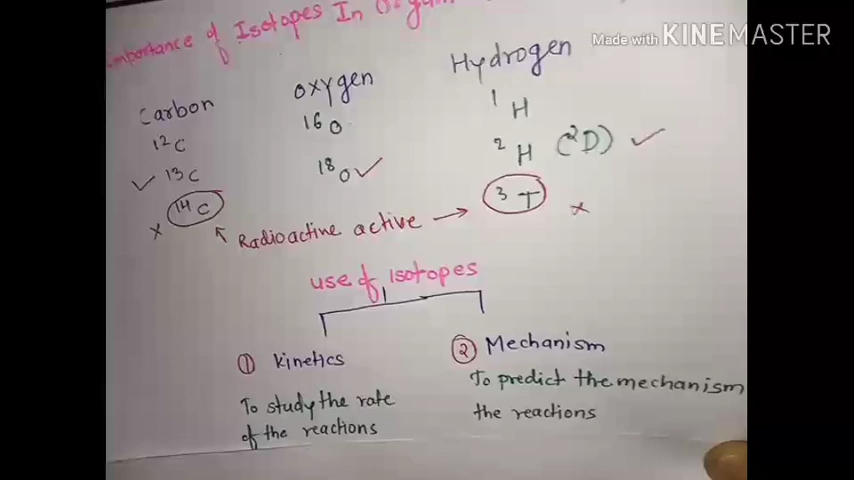 importance of Isotopes In Orga
Made with KINEMASTER
Carbon
¹²C
¹³C
¹⁴C
Oxygen
¹⁶O
¹⁸O
Hydrogen
¹H
²H (²D)
³T
Radioactive active
use of isotopes
① Kinetics
To study the rate
of the reactions
② Mechanism
To predict the mechanism
the reactions